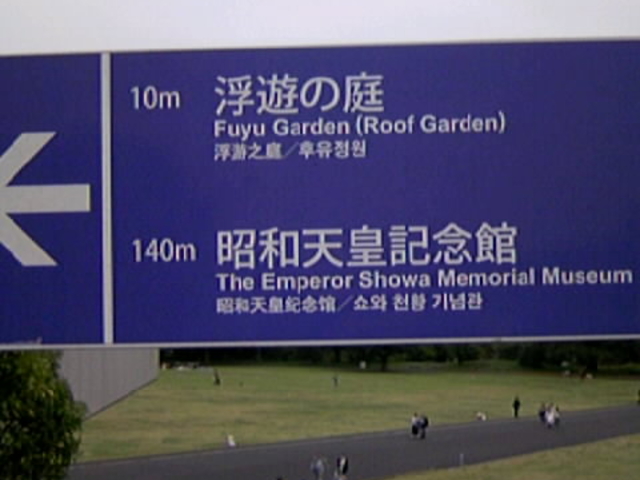 10m 浮遊の庭
Fuyu Garden (Roof Garden)
浮游之庭／후유정원
140m 昭和天皇記念館
The Emperor Showa Memorial Museum
昭和天皇纪念馆／쇼와 천황 기념관